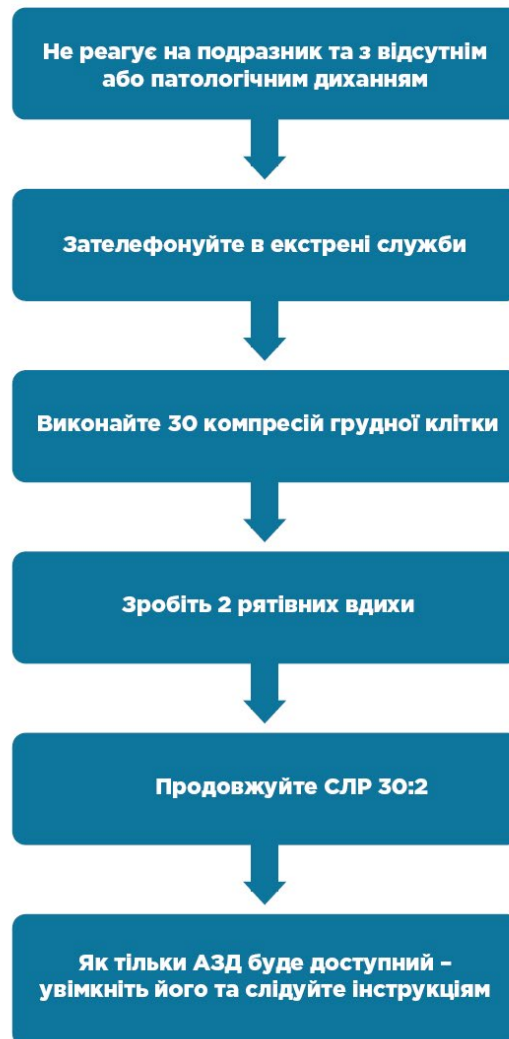 Не реагує на подразник та з відсутнім
або патологічним диханням
Зателефонуйте в екстрені служби
Виконайте 30 компресій грудної клітки
Зробіть 2 рятівних вдихи
Продовжуйте СЛР 30:2
Як тільки АЗД буде доступний –
увімкніть його та слідуйте інструкціям